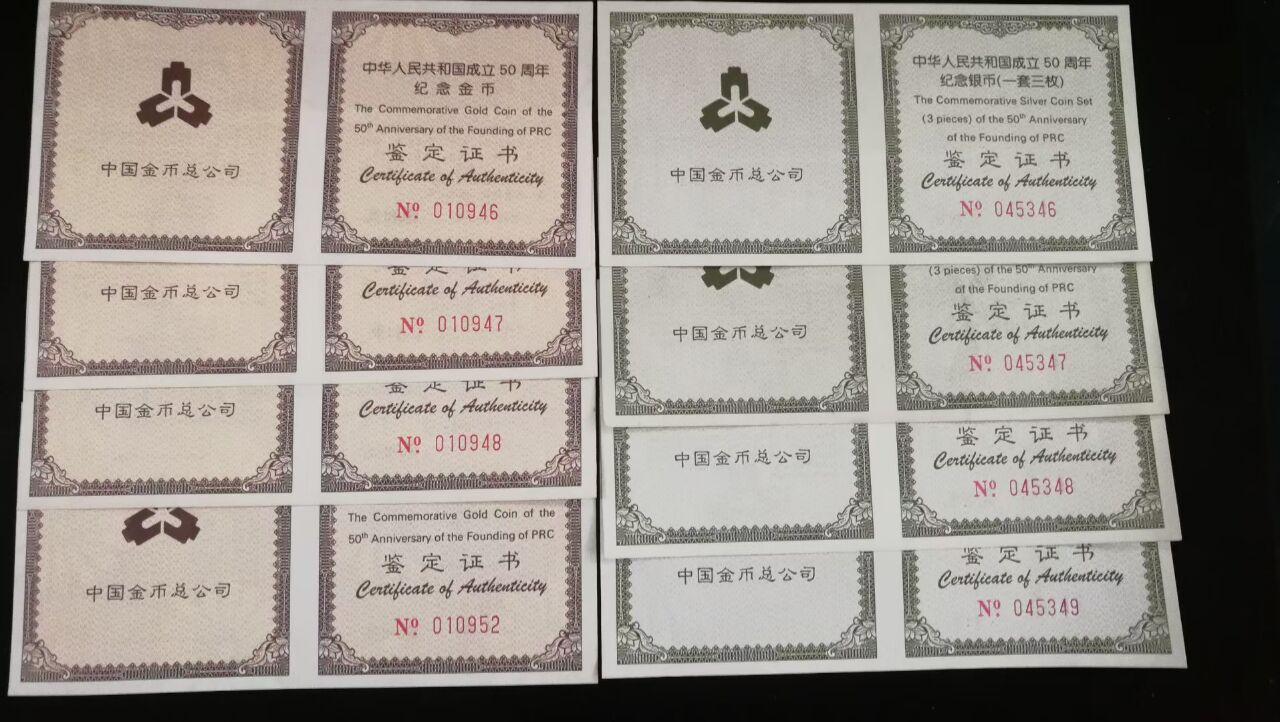 中国金币总公司
中华人民共和国成立 50 周年
纪念金币
The Commemorative Gold Coin of the
50th Anniversary of the Founding of PRC
鉴定证书
Certificate of Authenticity
Nº 010946
中国金币总公司
鉴定证书
Certificate of Authenticity
Nº 010947
中国金币总公司
鉴定证书
Certificate of Authenticity
Nº 010948
中国金币总公司
The Commemorative Gold Coin of the
50th Anniversary of the Founding of PRC
鉴定证书
Certificate of Authenticity
Nº 010952
中国金币总公司
中华人民共和国成立 50 周年
纪念银币(一套三枚)
The Commemorative Silver Coin Set
(3 pieces) of the 50th Anniversary
of the Founding of PRC
鉴定证书
Certificate of Authenticity
Nº 045346
中国金币总公司
(3 pieces) of the 50th Anniversary
of the Founding of PRC
鉴定证书
Certificate of Authenticity
Nº 045347
中国金币总公司
鉴定证书
Certificate of Authenticity
Nº 045348
中国金币总公司
鉴定证书
Certificate of Authenticity
Nº 045349